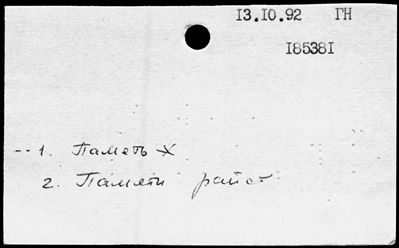 13.10.92 ГН
185381
-- 1. Память X
2. Памяти